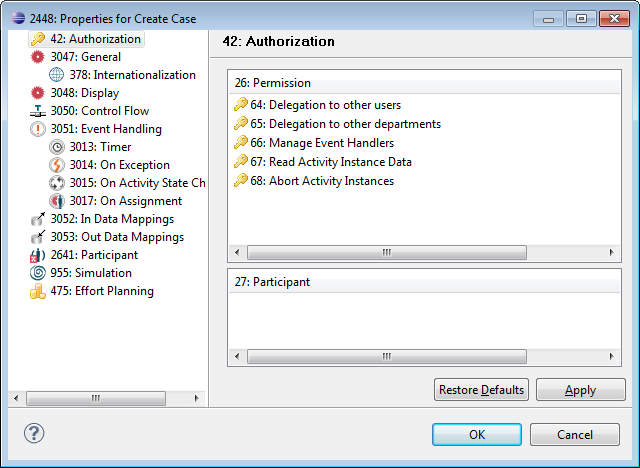 2448: Properties for Create Case
42: Authorization
3047: General
378: Internationalization
3048: Display
3050: Control Flow
3051: Event Handling
3013: Timer
3014: On Exception
3015: On Activity State Ch
3017: On Assignment
3052: In Data Mappings
3053: Out Data Mappings
2641: Participant
955: Simulation
475: Effort Planning
42: Authorization
26: Permission
64: Delegation to other users
65: Delegation to other departments
66: Manage Event Handlers
67: Read Activity Instance Data
68: Abort Activity Instances
27: Participant
Restore Defaults
Apply
?
OK
Cancel